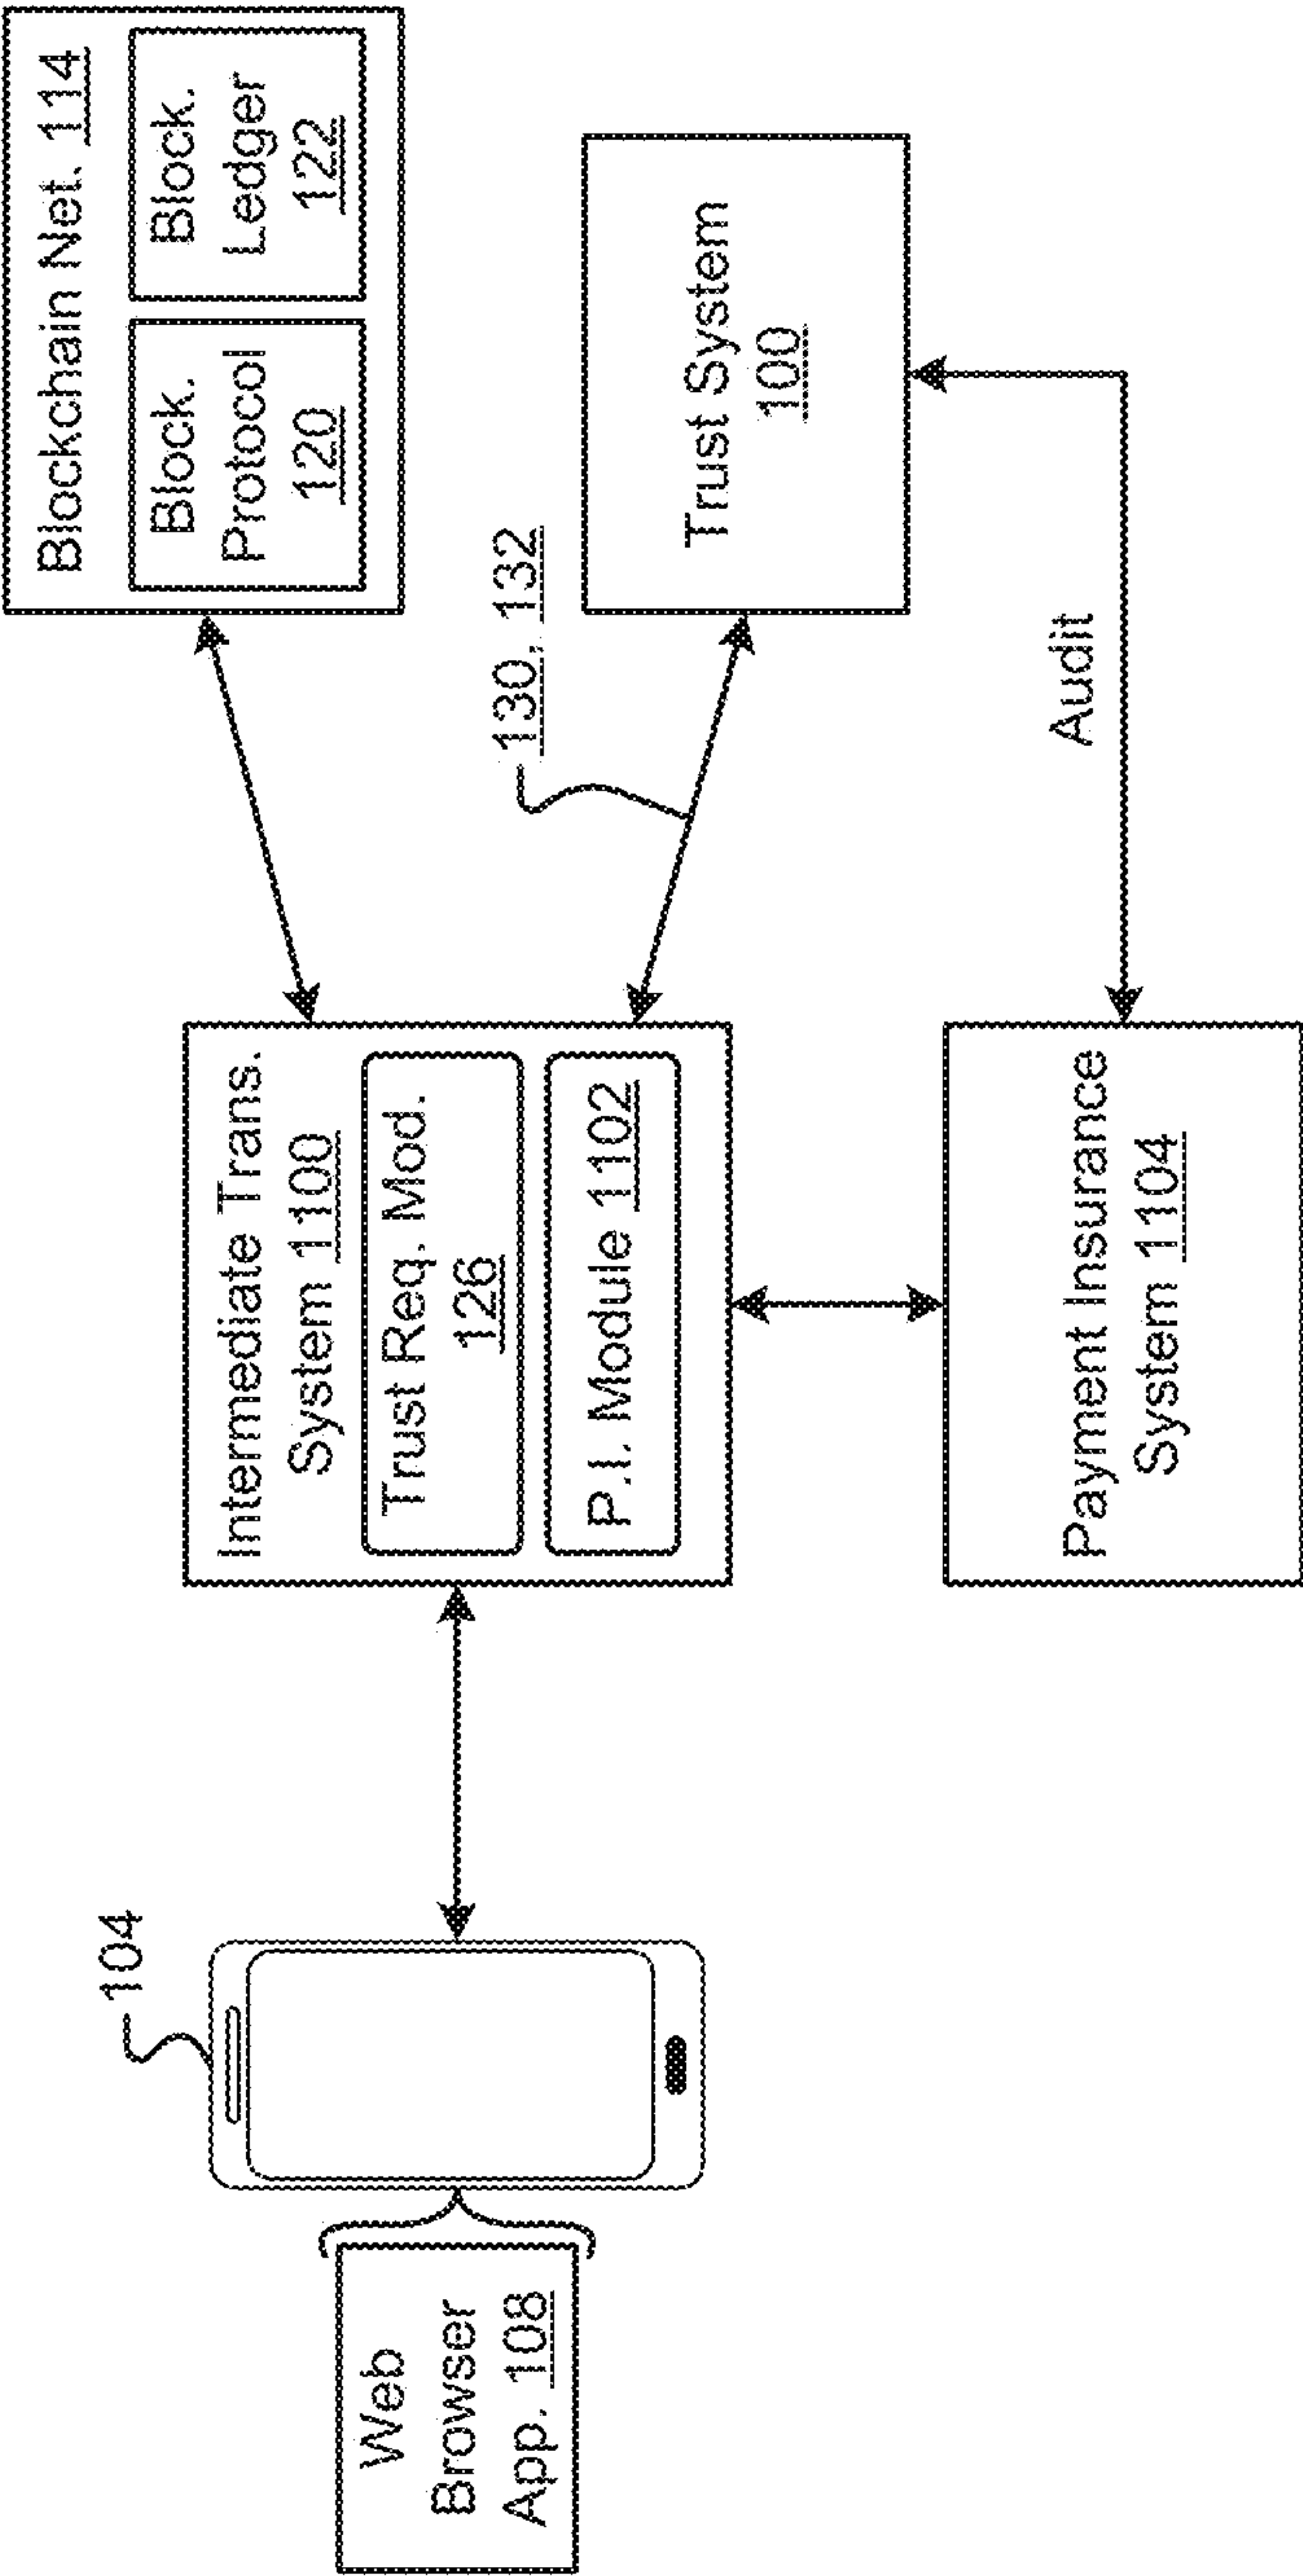 104
Web
Browser
App. 108
Intermediate Trans.
System 1100
Trust Req. Mod.
126
P.I. Module 1102
Payment Insurance
System 1104
Blockchain Net. 114
Block.
Protocol
120
Block.
Ledger
122
130, 132
Trust System
100
Audit